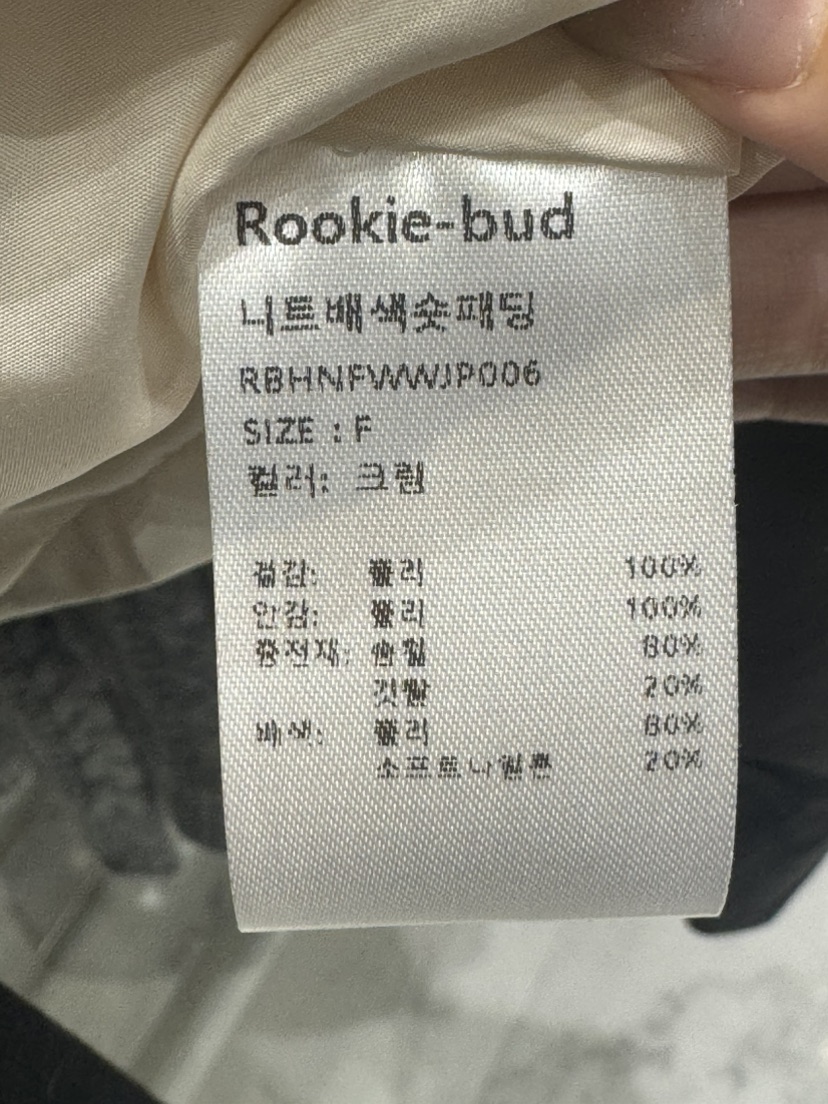 Rookie-bud
니트배색숏패딩
RBHNFWWJP006
SIZE : F
컬러: 크림
겉감: 폴리 100%
안감: 폴리 100%
충전재: 솜털 80%
깃털 20%
배색: 폴리 80%
소프트나일론 20%